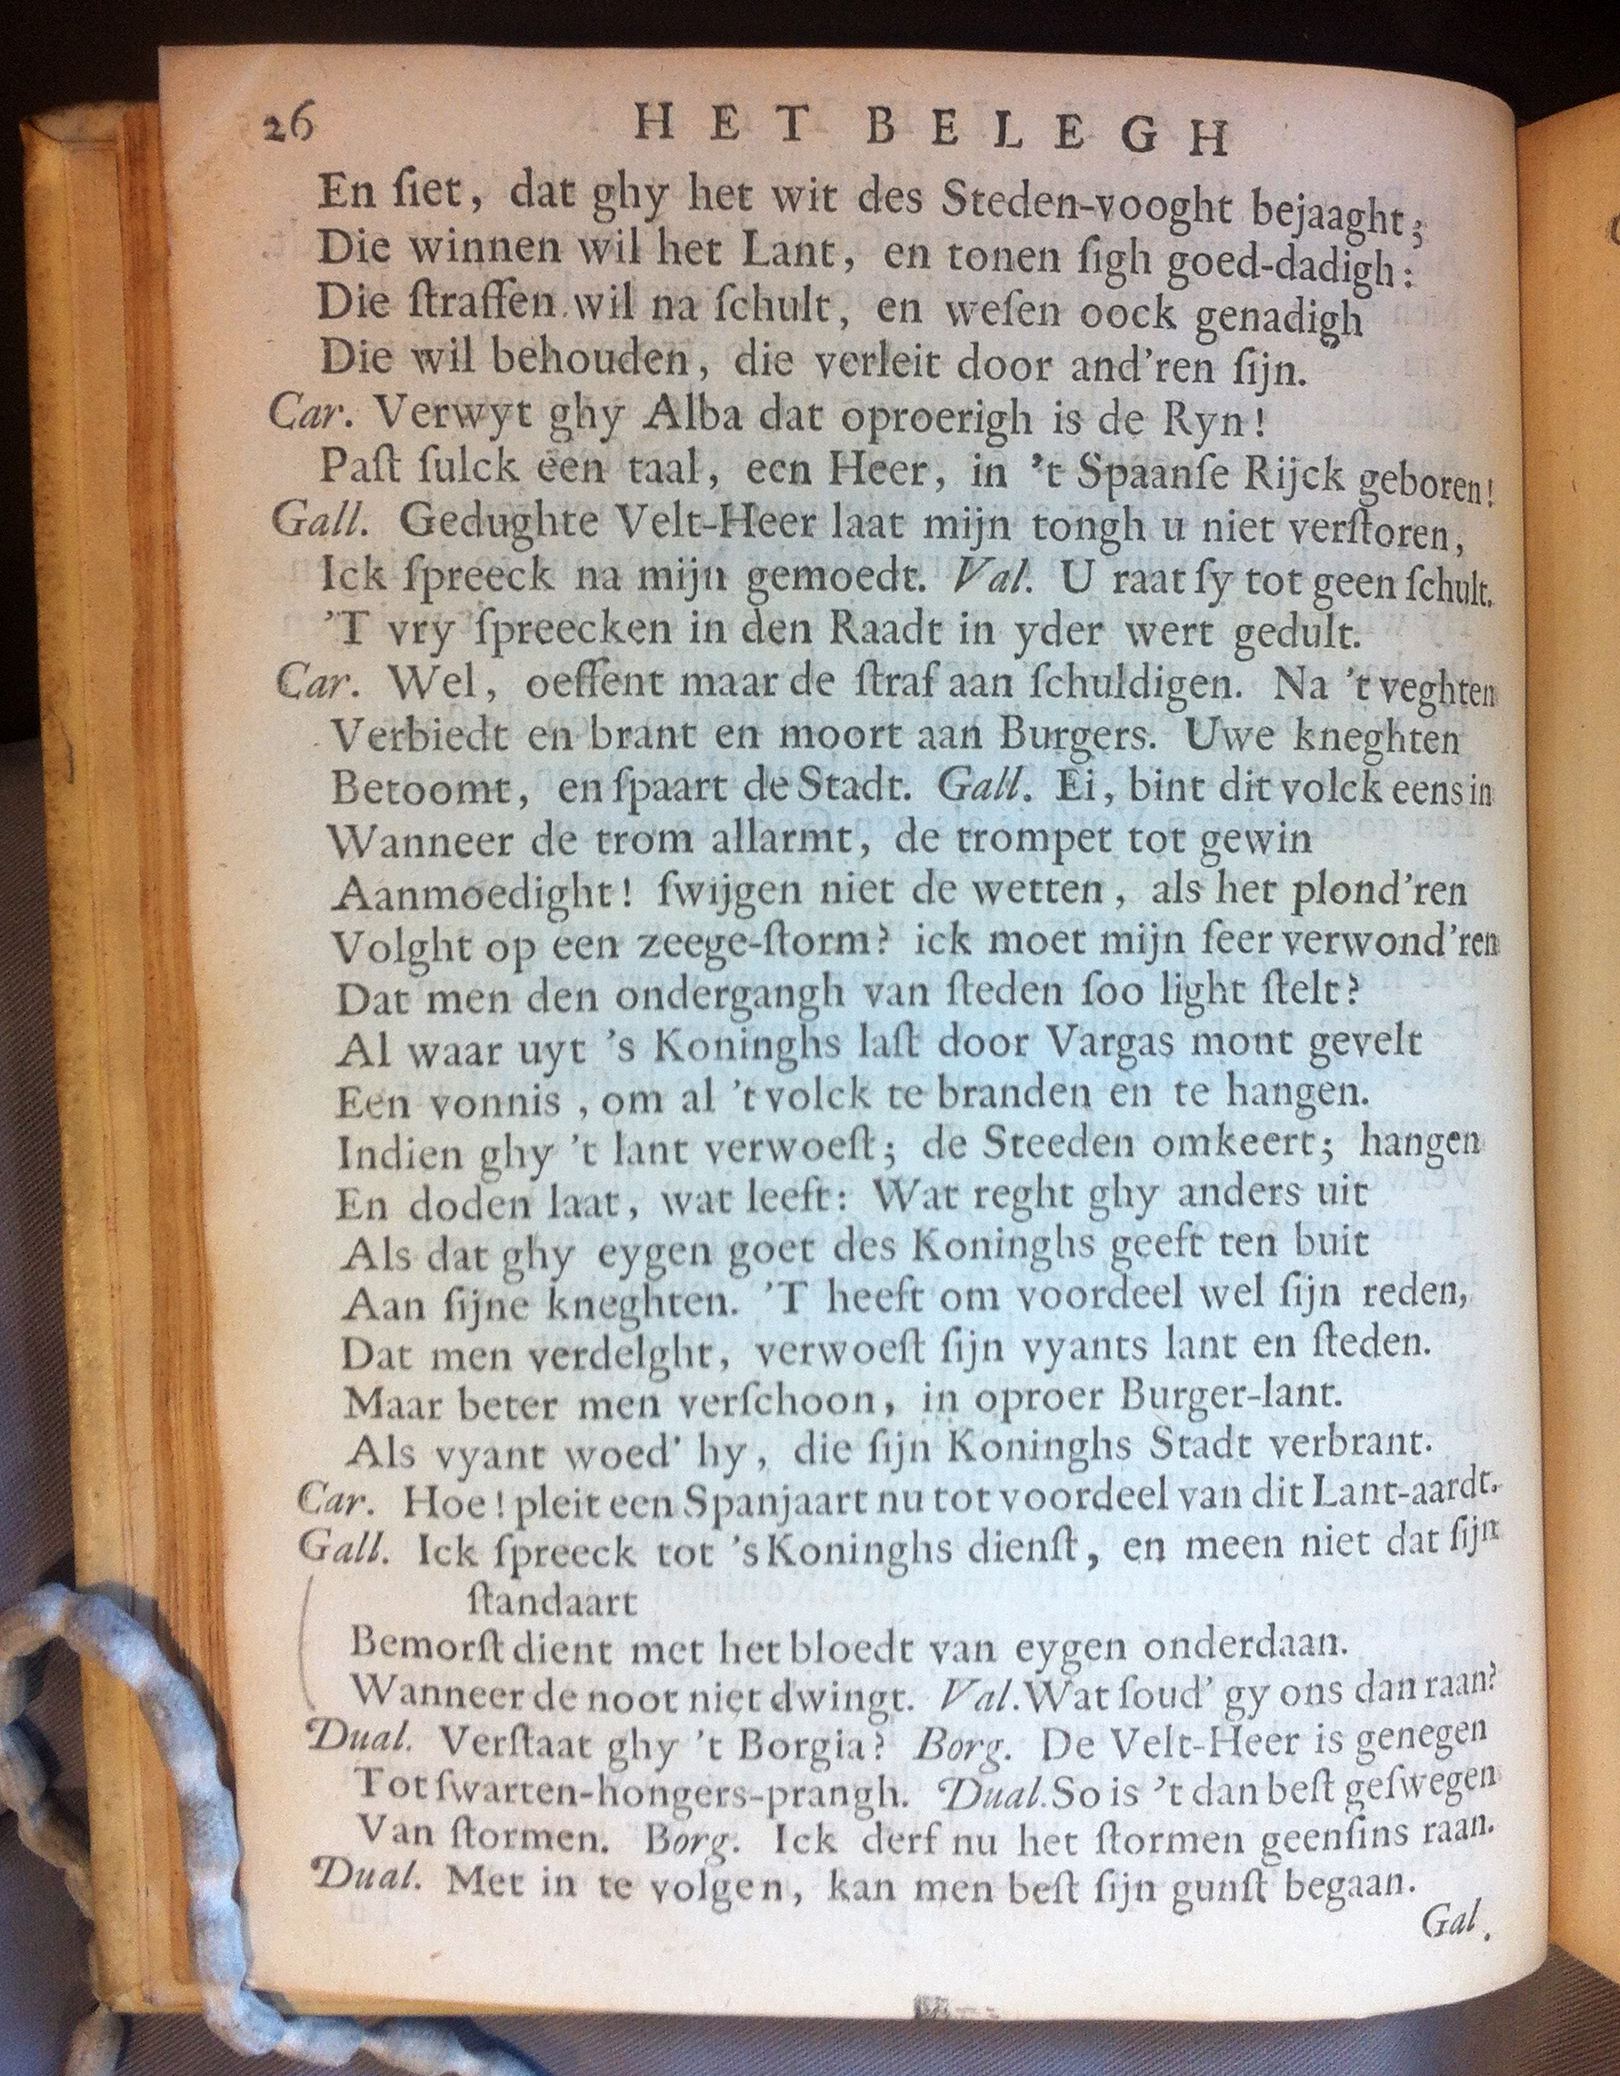 26 HET BELEGH
En ſiet, dat ghy het wit des Steden-vooght bejaaght;
Die winnen wil het Lant, en tonen ſigh goed-dadigh:
Die ſtraffen wil na ſchult, en weſen oock genadigh
Die wil behouden, die verleit door and'ren ſijn.
Car. Verwyt ghy Alba dat oproerigh is de Ryn!
Paſt ſulck een taal, een Heer, in 't Spaanſe Rijck geboren!
Gall. Gedughte Velt-Heer laat mijn tongh u niet verſtoren,
Ick ſpreeck na mijn gemoedt. Val. U raat ſy tot geen ſchult.
'T vry ſpreecken in den Raadt in yder wert gedult.
Car. Wel, oeffent maar de ſtraf aan ſchuldigen. Na 't veghten
Verbiedt en brant en moort aan Burgers. Uwe kneghten
Betoomt, en ſpaart de Stadt. Gall. Ei, bint dit volck eens in
Wanneer de trom allarmt, de trompet tot gewin
Aanmoedight! ſwijgen niet de wetten, als het plond'ren
Volght op een zeege-ſtorm? ick moet mijn ſeer verwond'ren
Dat men den ondergangh van ſteden ſoo light ſtelt?
Al waar uyt 's Koninghs laſt door Vargas mont gevelt
Een vonnis, om al 't volck te branden en te hangen.
Indien ghy 't lant verwoeſt; de Steeden omkeert; hangen
En doden laat, wat leeft: Wat reght ghy anders uit
Als dat ghy eygen goet des Koninghs geeft ten buit
Aan ſijne kneghten. 'T heeft om voordeel wel ſijn reden,
Dat men verdelght, verwoeſt ſijn vyants lant en ſteden.
Maar beter men verſchoon, in oproer Burger-lant.
Als vyant woed' hy, die ſijn Koninghs Stadt verbrant.
Car. Hoe! pleit een Spanjaart nu tot voordeel van dit Lant-aardt.
Gall. Ick ſpreeck tot 's Koninghs dienſt, en meen niet dat ſijn
ſtandaart
Bemorſt dient met het bloedt van eygen onderdaan.
Wanneer de noot niet dwingt. Val. Wat ſoud' gy ons dan raan?
Dual. Verſtaat ghy 't Borgia? Borg. De Velt-Heer is genegen
Tot ſwarten-hongers-prangh. Dual. So is 't dan beſt geſwegen
Van ſtormen. Borg. Ick derf nu het ſtormen geenſins raan.
Dual. Met in te volgen, kan men beſt ſijn gunſt begaan.
Gal.